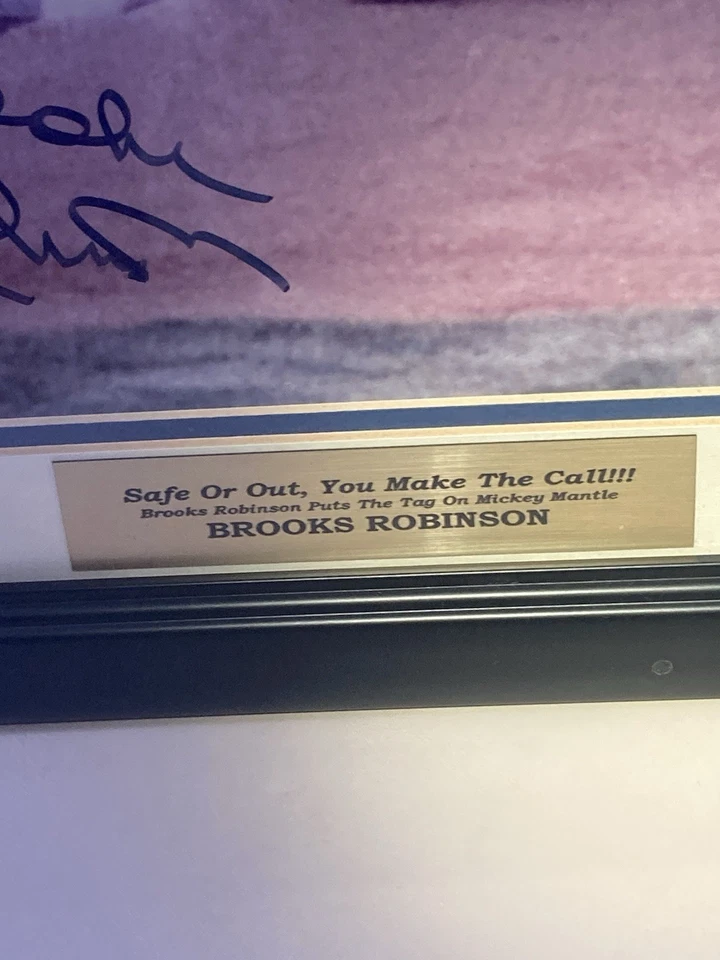 Safe Or Out, You Make The Call!!!
Brooks Robinson Puts The Tag On Mickey Mantle
BROOKS ROBINSON